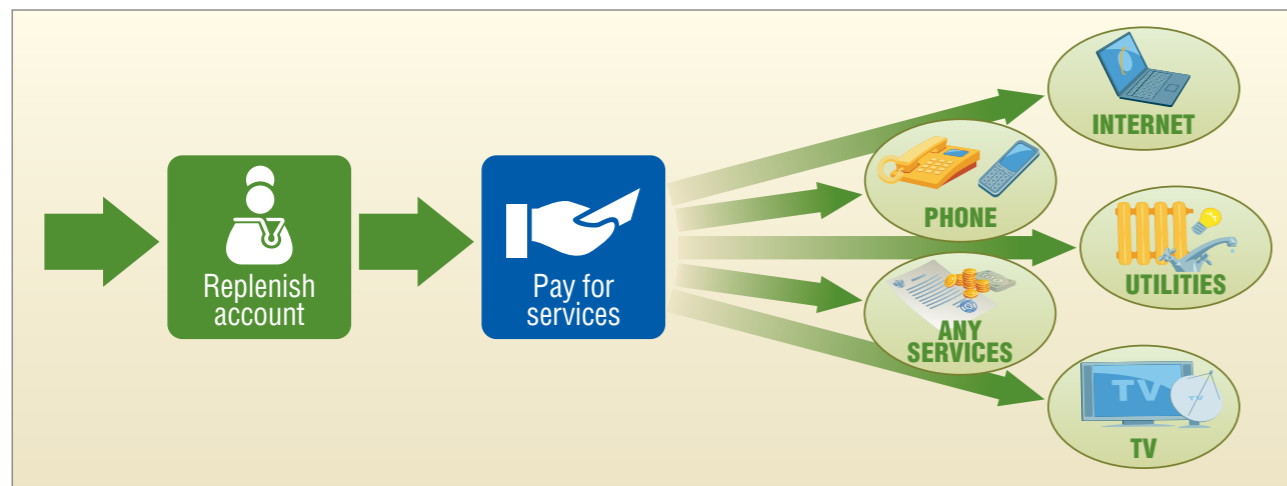 Replenish
account
Pay for
services
INTERNET
PHONE
UTILITIES
ANY
SERVICES
TV
TV
TV